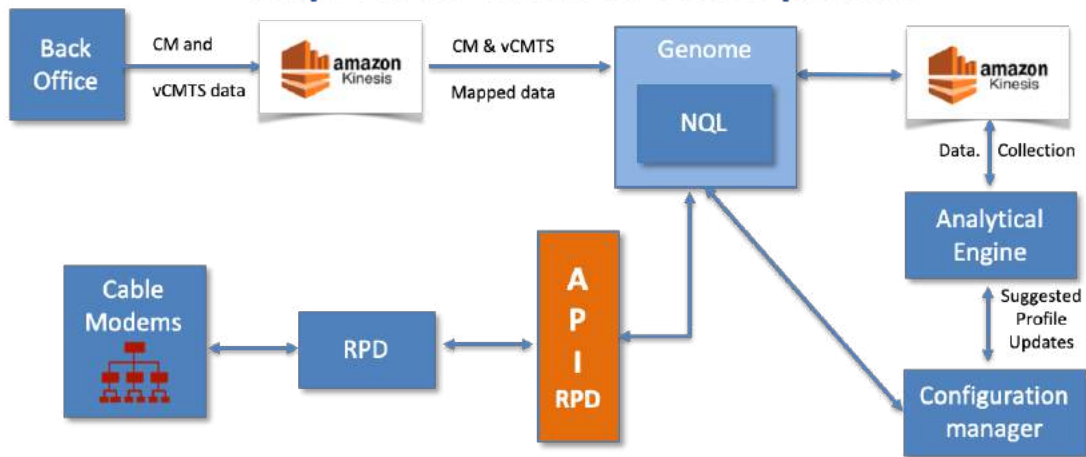 Back
Office
CM and
vCMTS data
amazon
Kinesis
CM & vCMTS
Mapped data
Genome
NQL
amazon
Kinesis
Data. Collection
Analytical
Engine
Suggested
Profile
Updates
Configuration
manager
Cable
Modems
RPD
A
P
I
RPD